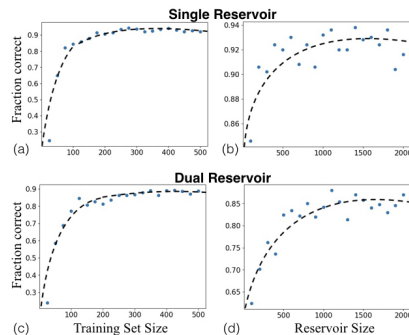 Single Reservoir
Fraction correct
0.9
0.8
0.7
0.6
0.5
0.4
0.3
100 200 300 400 500
(a)
0.94
0.92
0.90
0.88
0.86
500 1000 1500 2000
(b)
Dual Reservoir
Fraction correct
0.9
0.8
0.7
0.6
0.5
0.4
0.3
100 200 300 400 500
(c) Training Set Size
0.85
0.80
0.75
0.70
0.65
500 1000 1500 2000
(d) Reservoir Size